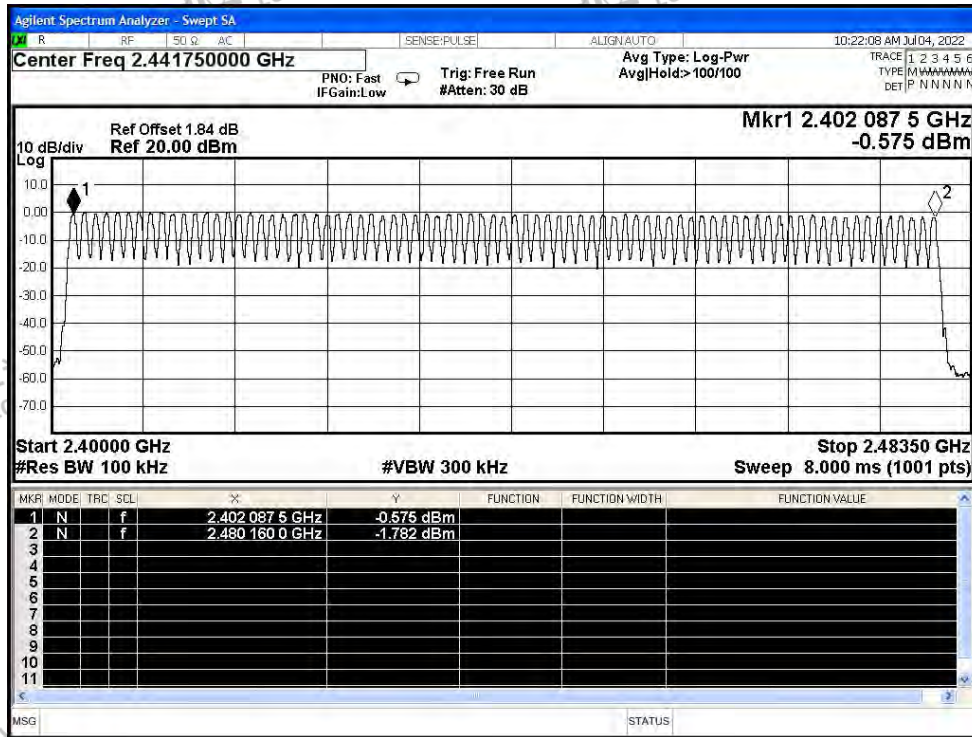 Agilent Spectrum Analyzer - Swept SA
LXI R RF 50 Ω AC SENSE:PULSE ALIGN AUTO 10:22:08 AM Jul 04, 2022
Center Freq 2.441750000 GHz Avg Type: Log-Pwr TRACE 1 2 3 4 5 6
PNO: Fast Trig: Free Run Avg|Hold:>100/100 TYPE M WWWWW
IFGain:Low #Atten: 30 dB DET P N N N N N
Mkr1 2.402 087 5 GHz
Ref Offset 1.84 dB
-0.575 dBm
10 dB/div Ref 20.00 dBm
Log
10.0
1
2
0.00
-10.0
-20.0
-30.0
-40.0
-50.0
-60.0
-70.0
Start 2.40000 GHz Stop 2.48350 GHz
#Res BW 100 kHz #VBW 300 kHz Sweep 8.000 ms (1001 pts)
MKR MODE TRC SCL X Y FUNCTION FUNCTION WIDTH FUNCTION VALUE
1 N f 2.402 087 5 GHz -0.575 dBm
2 N f 2.480 160 0 GHz -1.782 dBm
3
4
5
6
7
8
9
10
11
MSG STATUS